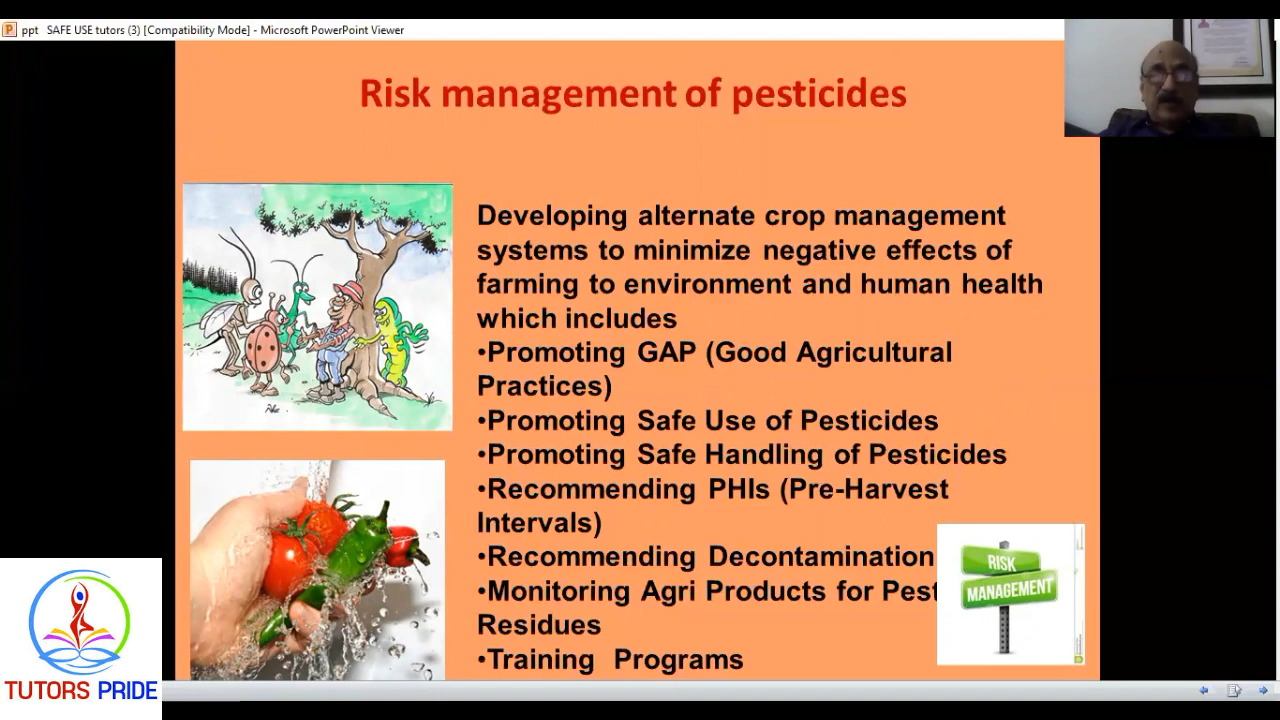 ppt SAFE USE tutors (3) [Compatibility Mode] - Microsoft PowerPoint Viewer
Risk management of pesticides
Developing alternate crop management
systems to minimize negative effects of
farming to environment and human health
which includes
•Promoting GAP (Good Agricultural
Practices)
•Promoting Safe Use of Pesticides
•Promoting Safe Handling of Pesticides
•Recommending PHIs (Pre-Harvest
Intervals)
•Recommending Decontamination
•Monitoring Agri Products for Pest
Residues
•Training Programs
RISK
MANAGEMENT
TUTORS PRIDE